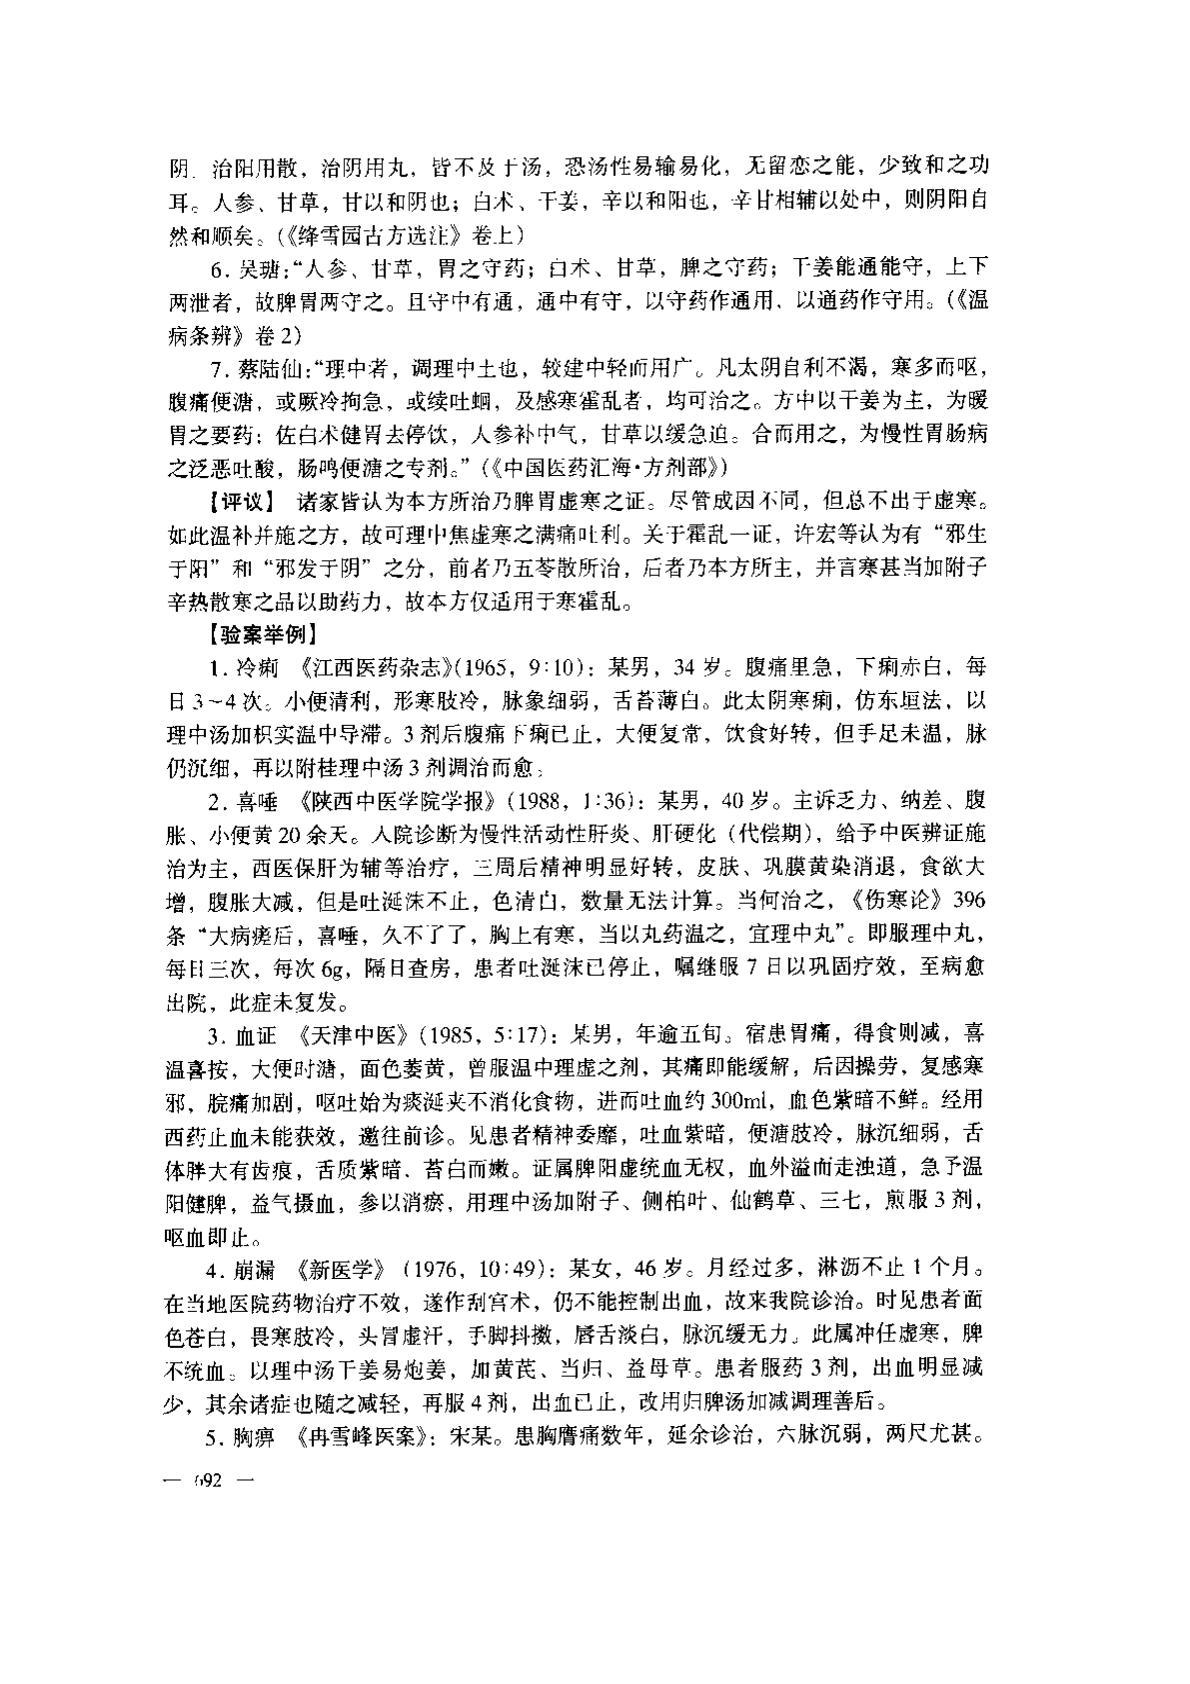 阴. 治阳用散，治阴用丸，皆不及于汤，恐汤性易输易化，无留恋之能，少致和之功
耳。人参、甘草，甘以和阴也；白术、干姜，辛以和阳也，辛甘相辅以处中，则阴阳自
然和顺矣。(《绛雪园古方选注》卷上)
6. 吴瑭：“人参、甘草，胃之守药；白术、甘草，脾之守药；干姜能通能守，上下
两泄者，故脾胃两守之。且守中有通，通中有守，以守药作通用、以通药作守用。(《温
病条辨》卷2)
7. 蔡陆仙：“理中者，调理中土也，较建中轻而用广。凡太阴自利不渴，寒多而呕，
腹痛便溏，或厥冷拘急，或续吐蛔，及感寒霍乱者，均可治之。方中以干姜为主，为暖
胃之要药；佐白术健胃去停饮，人参补中气，甘草以缓急迫。合而用之，为慢性胃肠病
之泛恶吐酸，肠鸣便溏之专剂。”(《中国医药汇海·方剂部》)
【评议】 诸家皆认为本方所治乃脾胃虚寒之证。尽管成因不同，但总不出于虚寒。
如此温补并施之方，故可理中焦虚寒之满痛吐利。关于霍乱一证，许宏等认为有“邪生
于阳”和“邪发于阴”之分，前者乃五苓散所治，后者乃本方所主，并言寒甚当加附子
辛热散寒之品以助药力，故本方仅适用于寒霍乱。
【验案举例】
1. 冷痢 《江西医药杂志》(1965，9:10)：某男，34岁。腹痛里急，下痢赤白，每
日3~4次。小便清利，形寒肢冷，脉象细弱，舌苔薄白。此太阴寒痢，仿东垣法，以
理中汤加枳实温中导滞。3剂后腹痛下痢已止，大便复常，饮食好转，但手足未温，脉
仍沉细，再以附桂理中汤3剂调治而愈；
2. 喜唾 《陕西中医学院学报》(1988，1:36)：某男，40岁。主诉乏力、纳差、腹
胀、小便黄20余天。入院诊断为慢性活动性肝炎、肝硬化（代偿期），给予中医辨证施
治为主，西医保肝为辅等治疗，三周后精神明显好转，皮肤、巩膜黄染消退，食欲大
增，腹胀大减，但是吐涎沫不止，色清白，数量无法计算。当何治之，《伤寒论》396
条“大病瘥后，喜唾，久不了了，胸上有寒，当以丸药温之，宜理中丸”。即服理中丸，
每日三次，每次6g，隔日查房，患者吐涎沫已停止，嘱继服7日以巩固疗效，至病愈
出院，此症未复发。
3. 血证 《天津中医》(1985，5:17)：某男，年逾五旬。宿患胃痛，得食则减，喜
温喜按，大便时溏，面色萎黄，曾服温中理虚之剂，其痛即能缓解，后因操劳，复感寒
邪，脘痛加剧，呕吐始为痰涎夹不消化食物，进而吐血约300ml，血色紫暗不鲜。经用
西药止血未能获效，邀往前诊。见患者精神委靡，吐血紫暗，便溏肢冷，脉沉细弱，舌
体胖大有齿痕，舌质紫暗、苔白而嫩。证属脾阳虚统血无权，血外溢而走浊道，急予温
阳健脾，益气摄血，参以消瘀，用理中汤加附子、侧柏叶、仙鹤草、三七，煎服3剂，
呕血即止。
4. 崩漏 《新医学》（1976，10:49)：某女，46岁。月经过多，淋沥不止1个月。
在当地医院药物治疗不效，遂作刮宫术，仍不能控制出血，故来我院诊治。时见患者面
色苍白，畏寒肢冷，头冒虚汗，手脚抖擞，唇舌淡白，脉沉缓无力。此属冲任虚寒，脾
不统血。以理中汤干姜易炮姜，加黄芪、当归、益母草。患者服药3剂，出血明显减
少，其余诸症也随之减轻，再服4剂，出血已止，改用归脾汤加减调理善后。
5. 胸痹 《冉雪峰医案》：宋某。患胸膺痛数年，延余诊治，六脉沉弱，两尺尤甚。
— 692 —